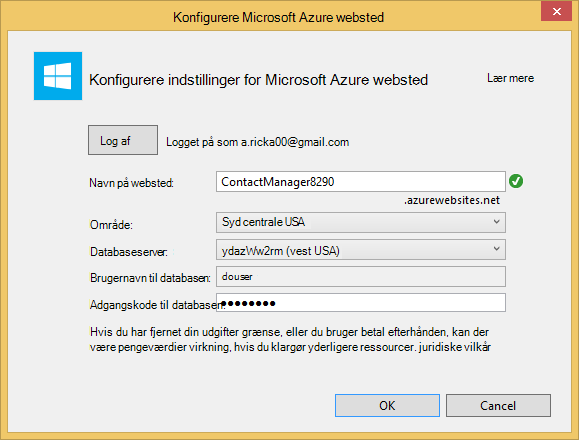 Konfigurere Microsoft Azure websted
Konfigurere indstillinger for Microsoft Azure websted
Lær mere
Log af
Logget på som a.ricka00@gmail.com
Navn på websted:
ContactManager8290
.azurewebsites.net
Område:
Syd centrale USA
Databaseserver:
ydazWw2rm (vest USA)
Brugernavn til databasen:
douser
Adgangskode til databasen:
●●●●●●●●
Hvis du har fjernet din udgifter grænse, eller du bruger betal efterhånden, kan der
være pengeværdier virkning, hvis du klargør yderligere ressourcer. juridiske vilkår
OK
Cancel